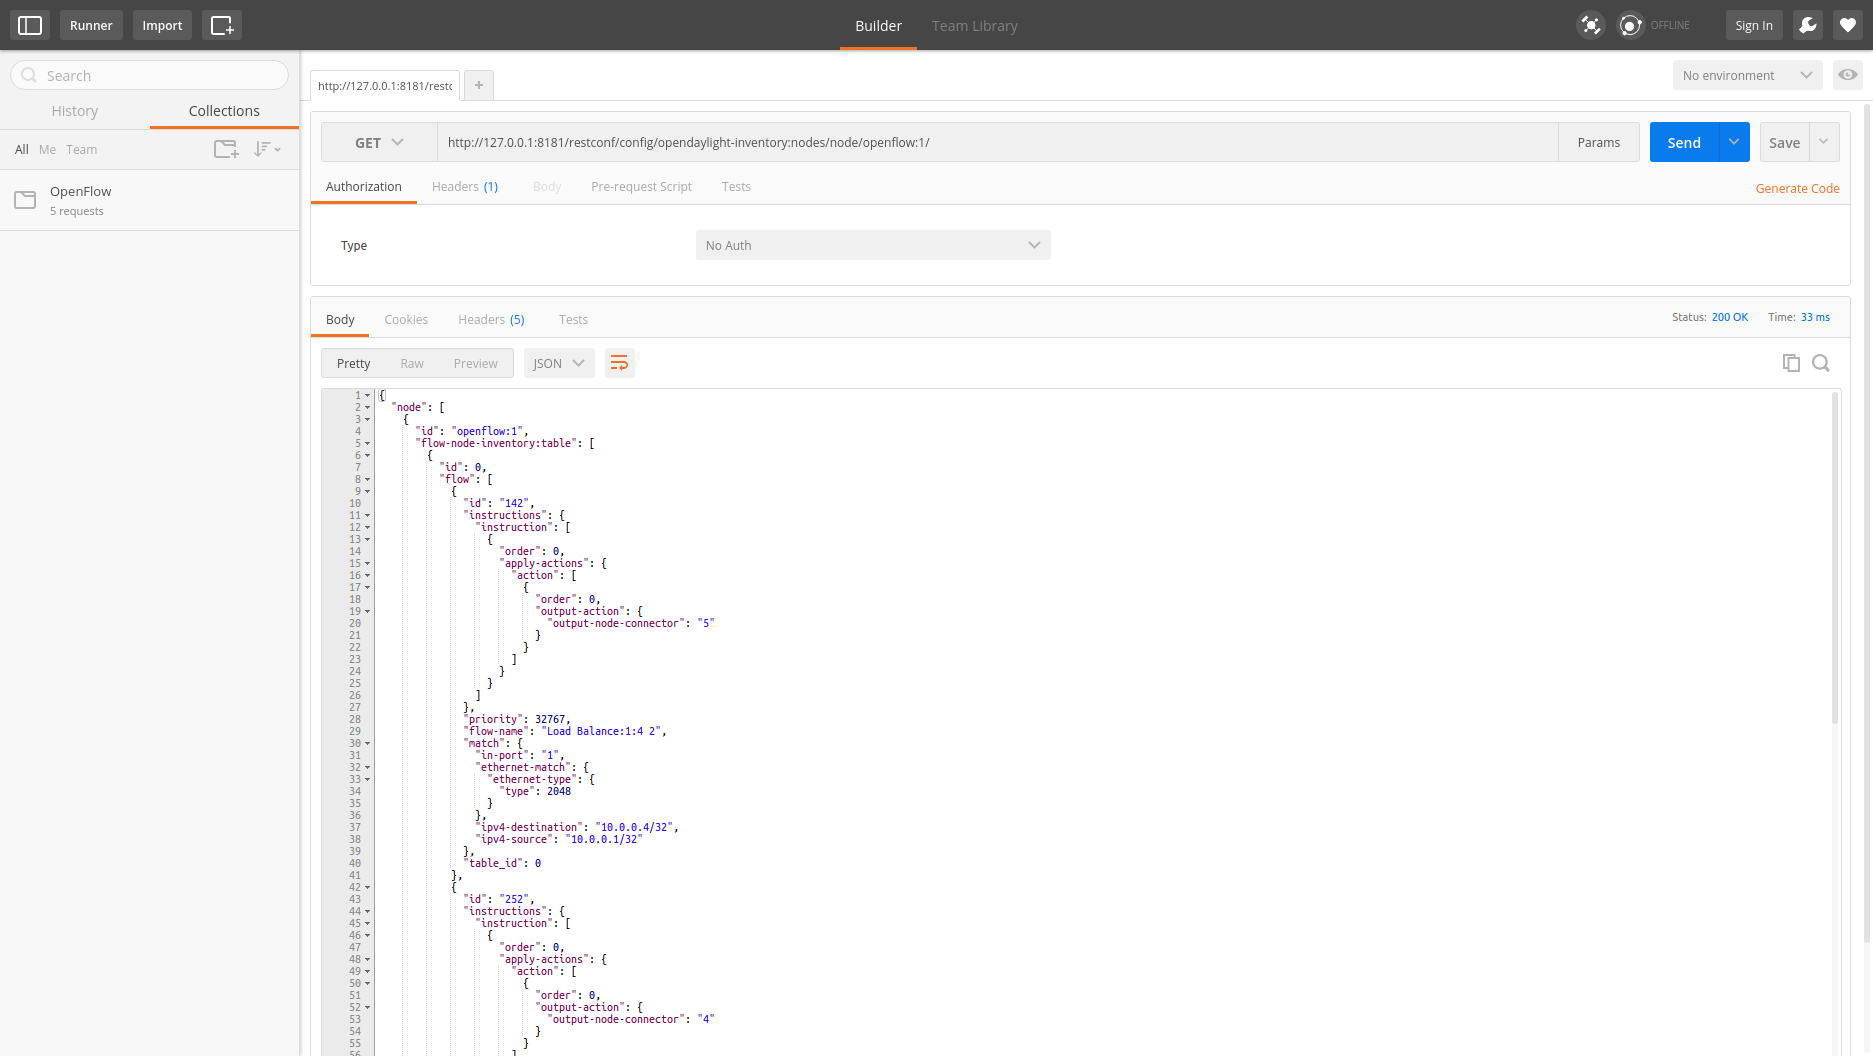 Runner
Import
Builder
Team Library
OFFLINE
Sign In
Search
History
Collections
All Me Team
OpenFlow
5 requests
http://127.0.0.1:8181/restc
+
No environment
GET
http://127.0.0.1:8181/restconf/config/opendaylight-inventory:nodes/node/openflow:1/
Params
Send
Save
Authorization
Headers (1)
Body
Pre-request Script
Tests
Generate Code
Type
No Auth
Body
Cookies
Headers (5)
Tests
Status: 200 OK
Time: 33 ms
Pretty
Raw
Preview
JSON
1 {
2 "node": [
3 {
4 "id": "openflow:1",
5 "flow-node-inventory:table": [
6 {
7 "id": 0,
8 "flow": [
9 {
10 "id": "142",
11 "instructions": {
12 "instruction": [
13 {
14 "order": 0,
15 "apply-actions": {
16 "action": [
17 {
18 "order": 0,
19 "output-action": {
20 "output-node-connector": "5"
21 }
22 }
23 ]
24 }
25 }
26 ]
27 },
28 "priority": 32767,
29 "flow-name": "Load Balance:1:4 2",
30 "match": {
31 "in-port": "1",
32 "ethernet-match": {
33 "ethernet-type": {
34 "type": 2048
35 }
36 },
37 "ipv4-destination": "10.0.0.4/32",
38 "ipv4-source": "10.0.0.1/32"
39 },
40 "table_id": 0
41 },
42 {
43 "id": "252",
44 "instructions": {
45 "instruction": [
46 {
47 "order": 0,
48 "apply-actions": {
49 "action": [
50 {
51 "order": 0,
52 "output-action": {
53 "output-node-connector": "4"
54 }
55 }
56 ]